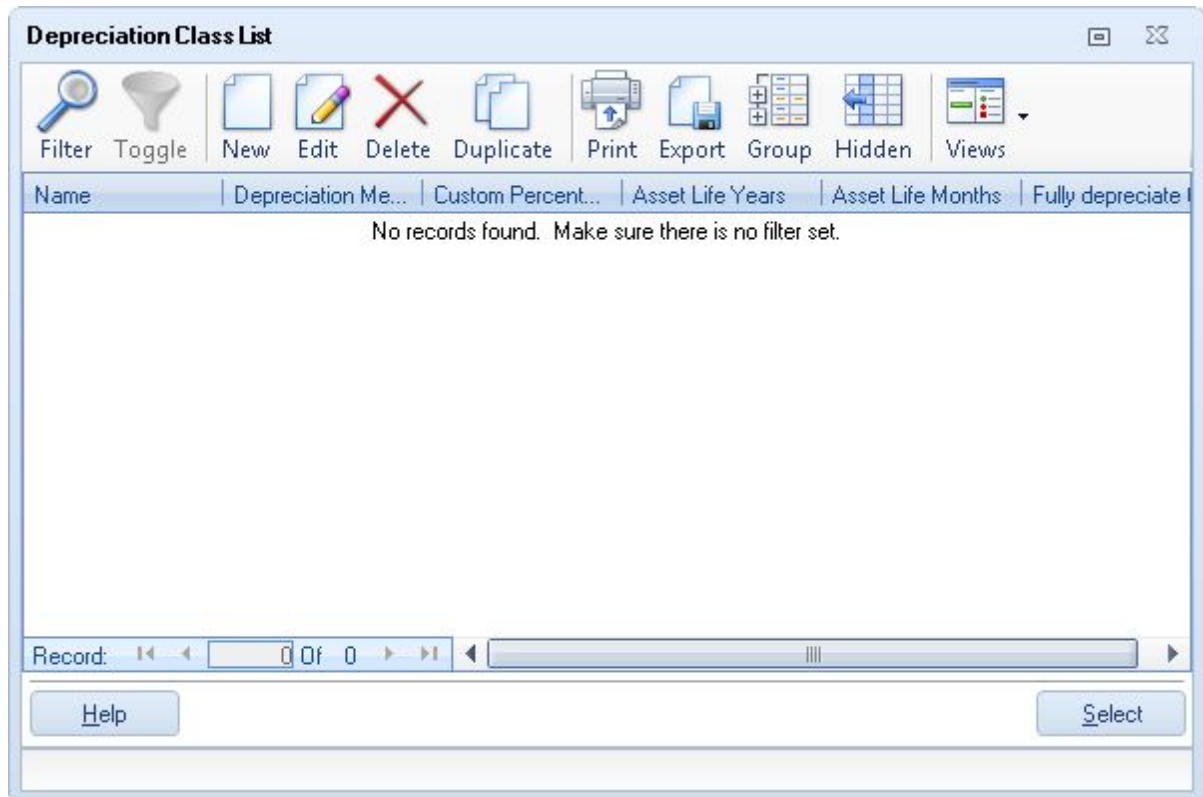 Depreciation Class List
Filter Toggle New Edit Delete Duplicate Print Export Group Hidden Views
Name Depreciation Me... Custom Percent... Asset Life Years Asset Life Months Fully depreciate
No records found. Make sure there is no filter set.
Record: 0 Of 0
Help Select